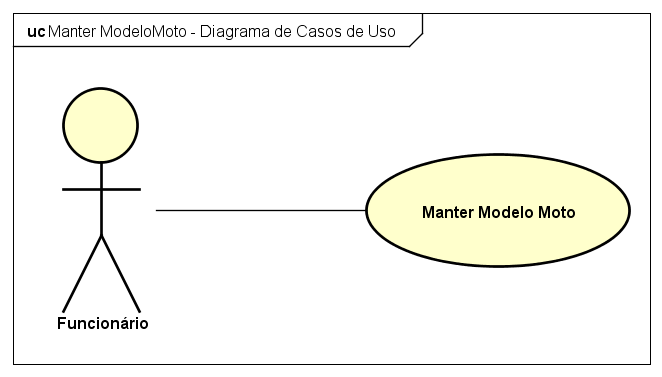 uc Manter ModeloMoto - Diagrama de Casos de Uso
Manter Modelo Moto
Funcionário